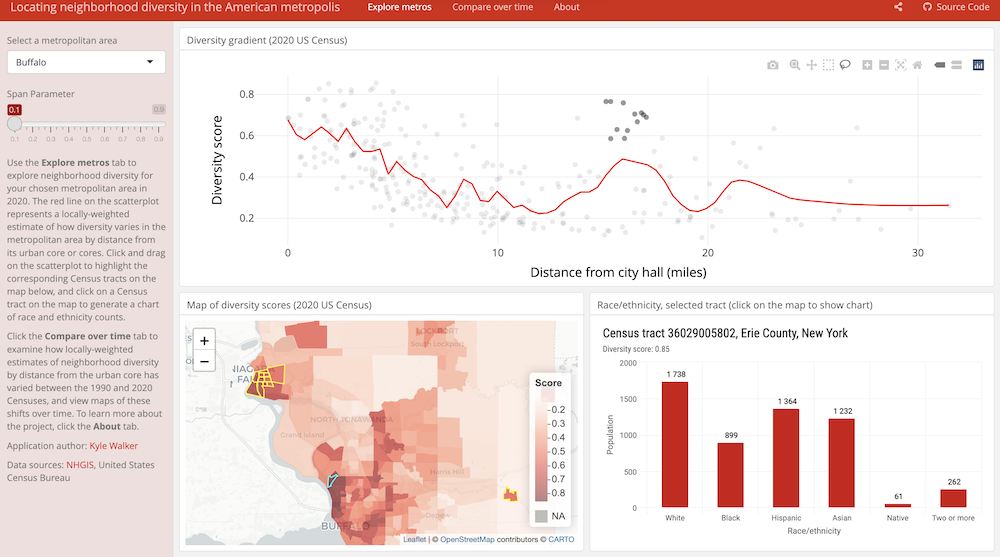 Locating neighborhood diversity in the American metropolis
Explore metros
Compare over time
About
Source Code
Select a metropolitan area
Buffalo
Span Parameter
0.1
0.9
0.1 0.2 0.3 0.4 0.5 0.6 0.7 0.8 0.9
Use the Explore metros tab to
explore neighborhood diversity for
your chosen metropolitan area in
2020. The red line on the scatterplot
represents a locally-weighted
estimate of how diversity varies in the
metropolitan area by distance from
its urban core or cores. Click and drag
on the scatterplot to highlight the
corresponding Census tracts on the
map below, and click on a Census
tract on the map to generate a chart
of race and ethnicity counts.
Click the Compare over time tab to
examine how locally-weighted
estimates of neighborhood diversity
by distance from the urban core has
varied between the 1990 and 2020
Censuses, and view maps of these
shifts over time. To learn more about
the project, click the About tab.
Application author: Kyle Walker
Data sources: NHGIS, United States
Census Bureau
Diversity gradient (2020 US Census)
Diversity score
0.8
0.6
0.4
0.2
0 10 20 30
Distance from city hall (miles)
Map of diversity scores (2020 US Census)
+
−
LOCKPORT
South Lockport
NIAG
FAL
NORTH TONAWANDA
Grand Island
Harris Hill
Depew
BUFFALO
Score
0.2
0.3
0.4
0.5
0.6
0.7
0.8
NA
Leaflet | © OpenStreetMap contributors © CARTO
Race/ethnicity, selected tract (click on the map to show chart)
Census tract 36029005802, Erie County, New York
Diversity score: 0.85
Population
2000
1500
1000
500
0
1 738
899
1 364
1 232
61
262
White Black Hispanic Asian Native Two or more
Race/ethnicity